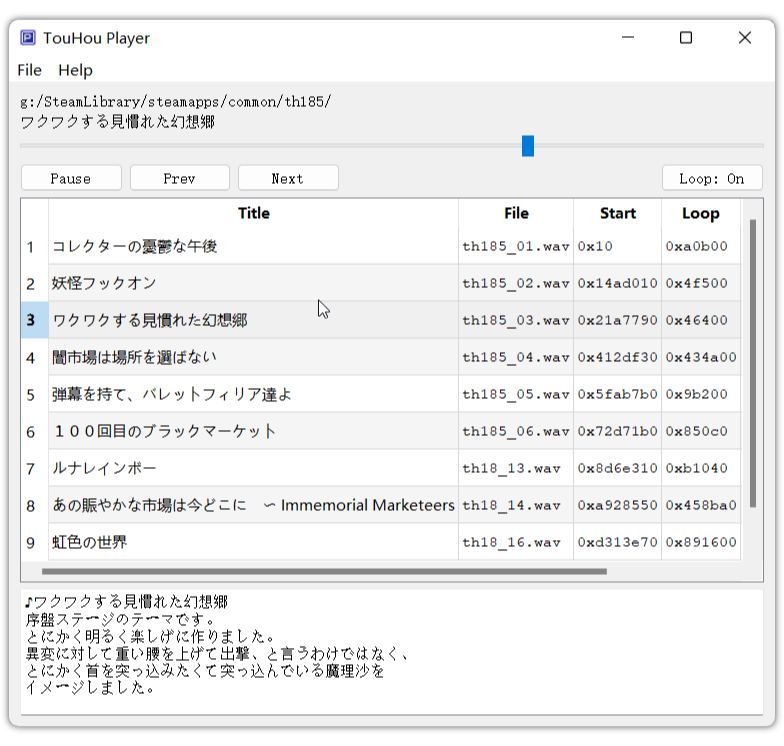 TouHou Player
File Help
g:/SteamLibrary/steamapps/common/th185/
ワクワクする見慣れた幻想郷
Pause Prev Next Loop: On
Title File Start Loop
1 コレクターの憂鬱な午後 th185_01.wav 0x10 0xa0b00
2 妖怪フックオン th185_02.wav 0x14ad010 0x4f500
3 ワクワクする見慣れた幻想郷 th185_03.wav 0x21a7790 0x46400
4 闇市場は場所を選ばない th185_04.wav 0x412df30 0x434a00
5 弾幕を持て、バレットフィリア達よ th185_05.wav 0x5fab7b0 0x9b200
6 １００回目のブラックマーケット th185_06.wav 0x72d71b0 0x850c0
7 ルナレインボー th18_13.wav 0x8d6e310 0xb1040
8 あの賑やかな市場は今どこに　～ Immemorial Marketeers th18_14.wav 0xa928550 0x458ba0
9 虹色の世界 th18_16.wav 0xd313e70 0x891600
♪ワクワクする見慣れた幻想郷
序盤ステージのテーマです。
とにかく明るく楽しげに作りました。
異変に対して重い腰を上げて出撃、と言うわけではなく、
とにかく首を突っ込みたくて突っ込んでいる魔理沙を
イメージしました。